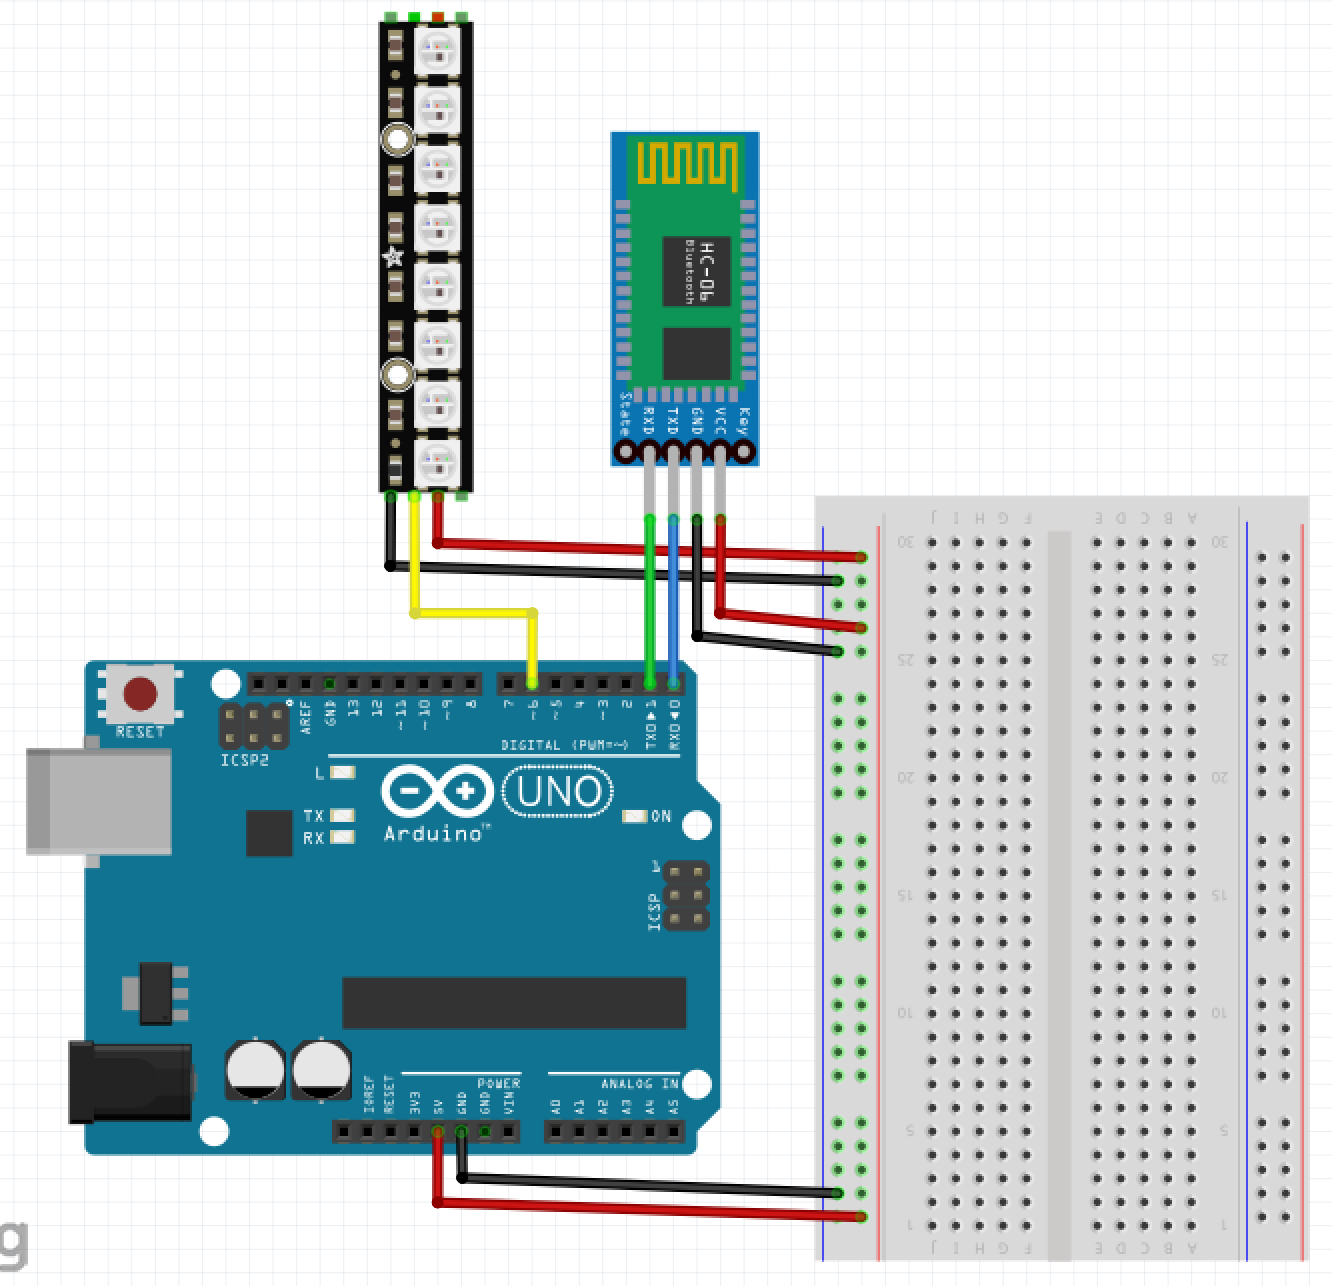 HC-06
Bluetooth
State
RXD
TXD
GND
VCC
Key
J I H G F E D C B A
30 30
25 25
20 20
15 15
10 10
5 5
1 1
J I H G F E D C B A
RESET
ICSP2
AREF
GND
13
12
~11
~10
~9
8
7
~6
~5
4
~3
2
TX0▶1
RX0◀0
DIGITAL (PWM=~)
L
TX
RX
Arduino™
UNO
ON
1
ICSP
IOREF
RESET
3V3
5V
GND
GND
VIN
POWER
ANALOG IN
A0
A1
A2
A3
A4
A5
g